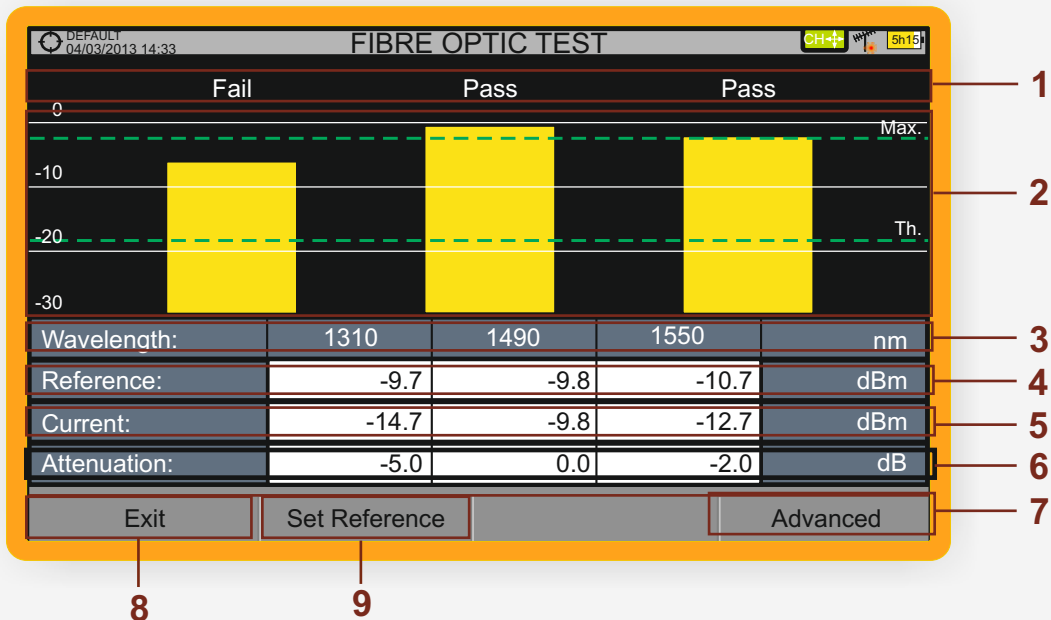 DEFAULT
04/03/2013 14:33
FIBRE OPTIC TEST
CH
5h15
Fail Pass Pass
1
0
Max.
-10
2
-20
Th.
-30
Wavelength: 1310 1490 1550 nm
3
Reference: -9.7 -9.8 -10.7 dBm
4
Current: -14.7 -9.8 -12.7 dBm
5
Attenuation: -5.0 0.0 -2.0 dB
6
Exit Set Reference Advanced
7
8
9